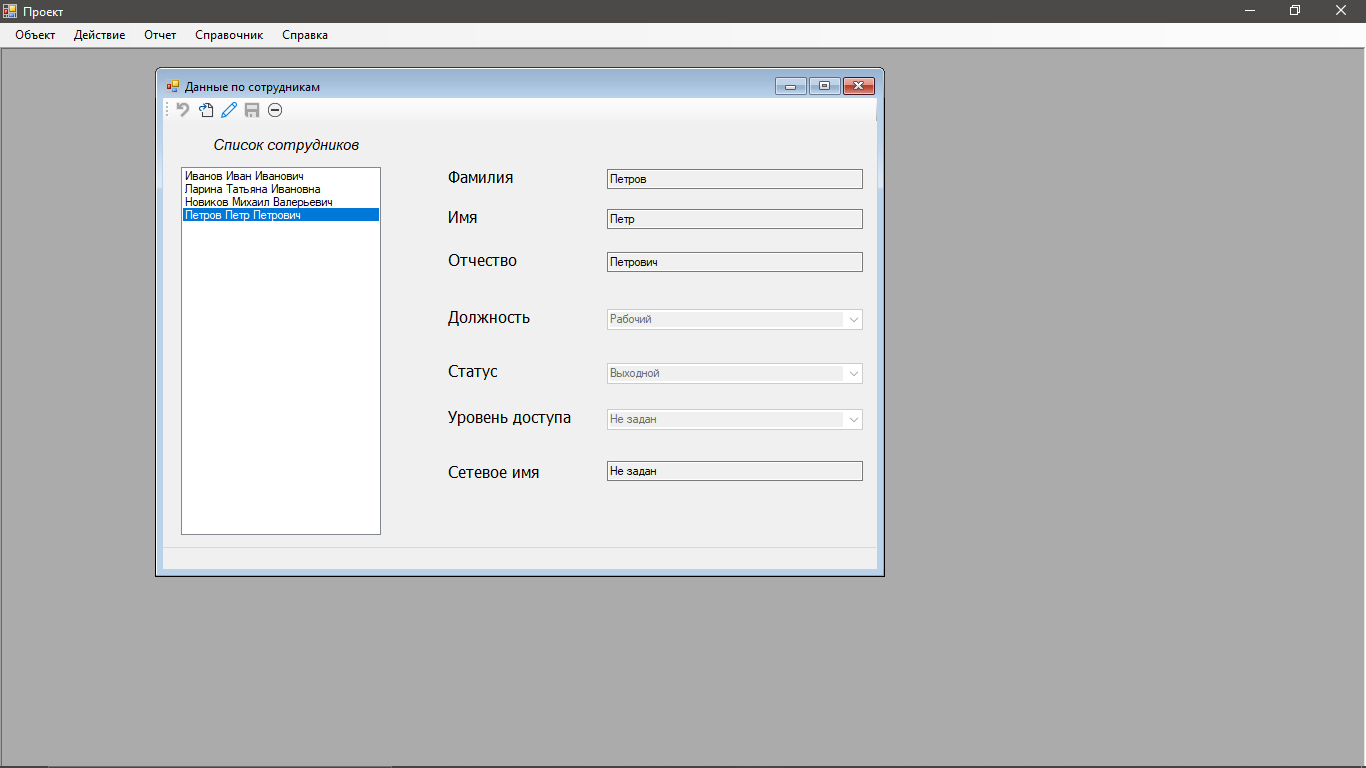 Проект
Объект Действие Отчет Справочник Справка
Данные по сотрудникам
Список сотрудников
Иванов Иван Иванович
Ларина Татьяна Ивановна
Новиков Михаил Валерьевич
Петров Петр Петрович
Фамилия Петров
Имя Петр
Отчество Петрович
Должность Рабочий
Статус Выходной
Уровень доступа Не задан
Сетевое имя Не задан